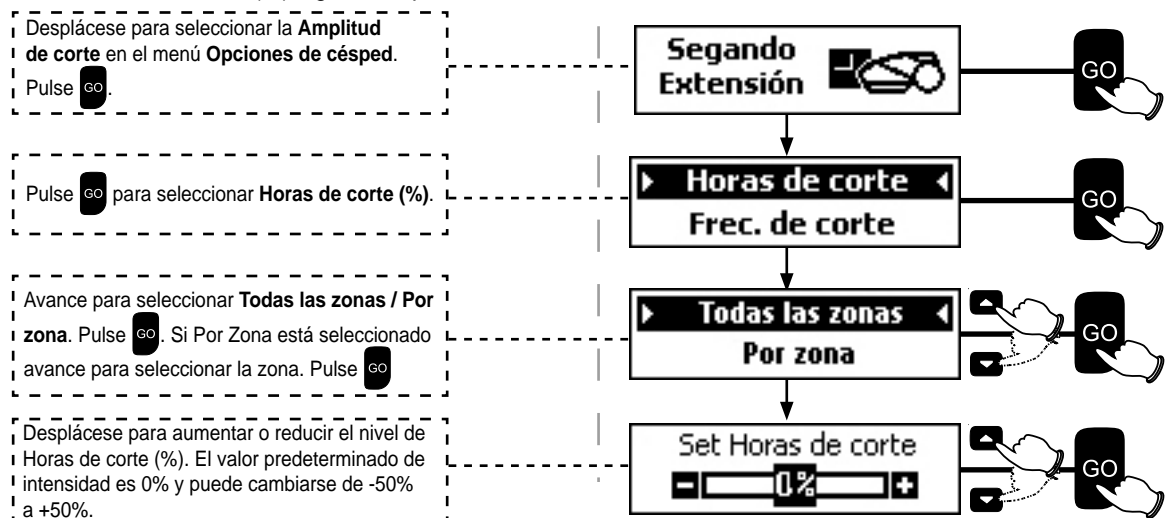 Desplácese para seleccionar la Amplitud
de corte en el menú Opciones de césped.
Pulse GO.
Segando
Extensión
GO
Pulse GO para seleccionar Horas de corte (%).
Horas de corte
Frec. de corte
GO
Avance para seleccionar Todas las zonas / Por
zona. Pulse GO. Si Por Zona está seleccionado
avance para seleccionar la zona. Pulse GO
Todas las zonas
Por zona
GO
Desplácese para aumentar o reducir el nivel de
Horas de corte (%). El valor predeterminado de
intensidad es 0% y puede cambiarse de -50%
a +50%.
Set Horas de corte
- 0% +
GO